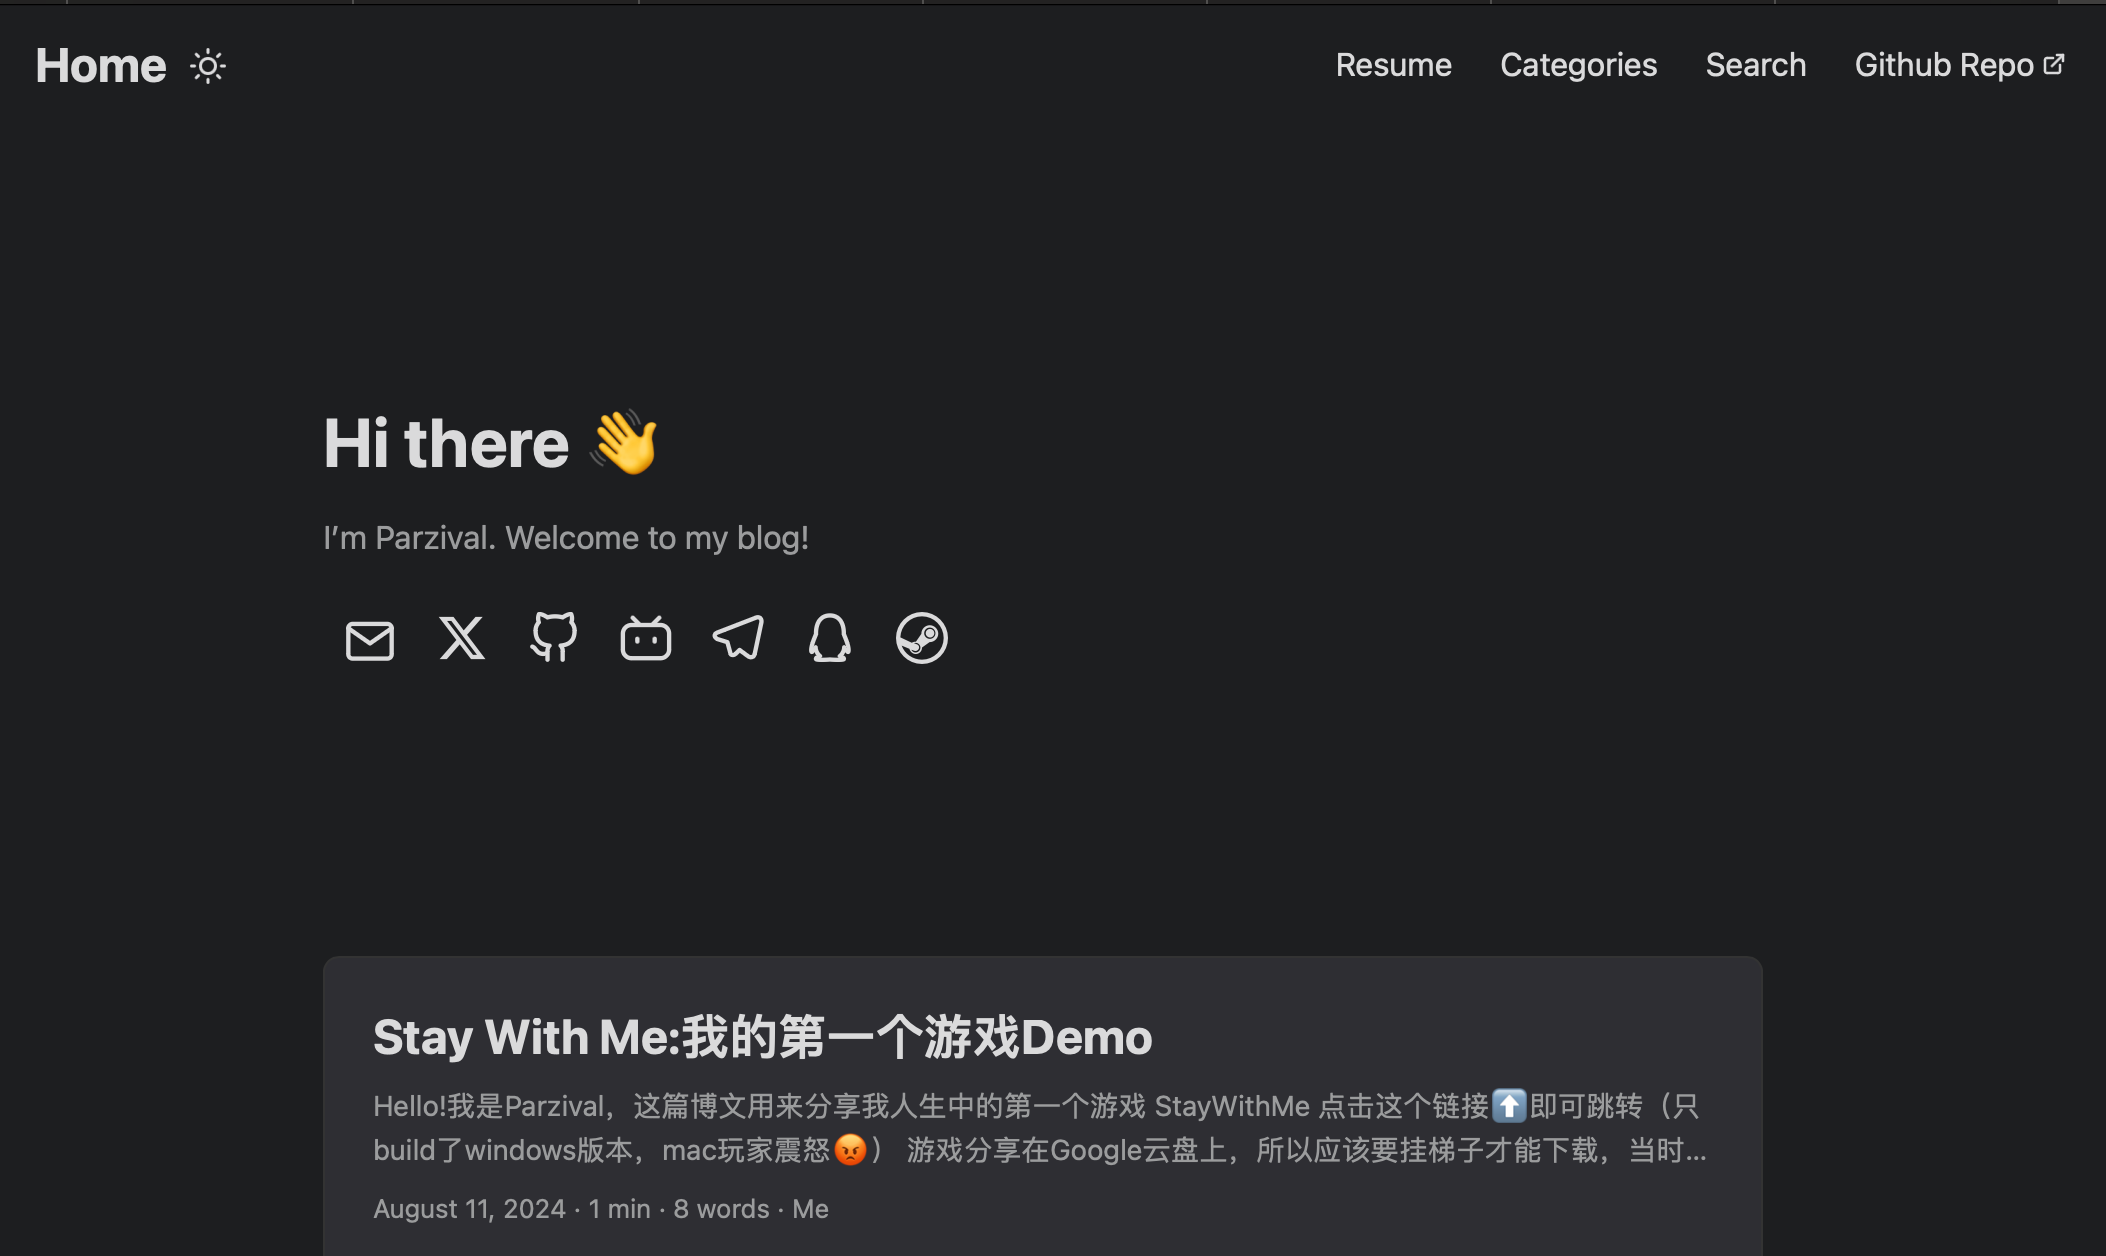 Home
Resume Categories Search Github Repo
Hi there 👋
I’m Parzival. Welcome to my blog!
Stay With Me:我的第一个游戏Demo
Hello!我是Parzival，这篇博文用来分享我人生中的第一个游戏 StayWithMe 点击这个链接⬆️即可跳转（只
build了windows版本，mac玩家震怒😡） 游戏分享在Google云盘上，所以应该要挂梯子才能下载，当时...
August 11, 2024 · 1 min · 8 words · Me